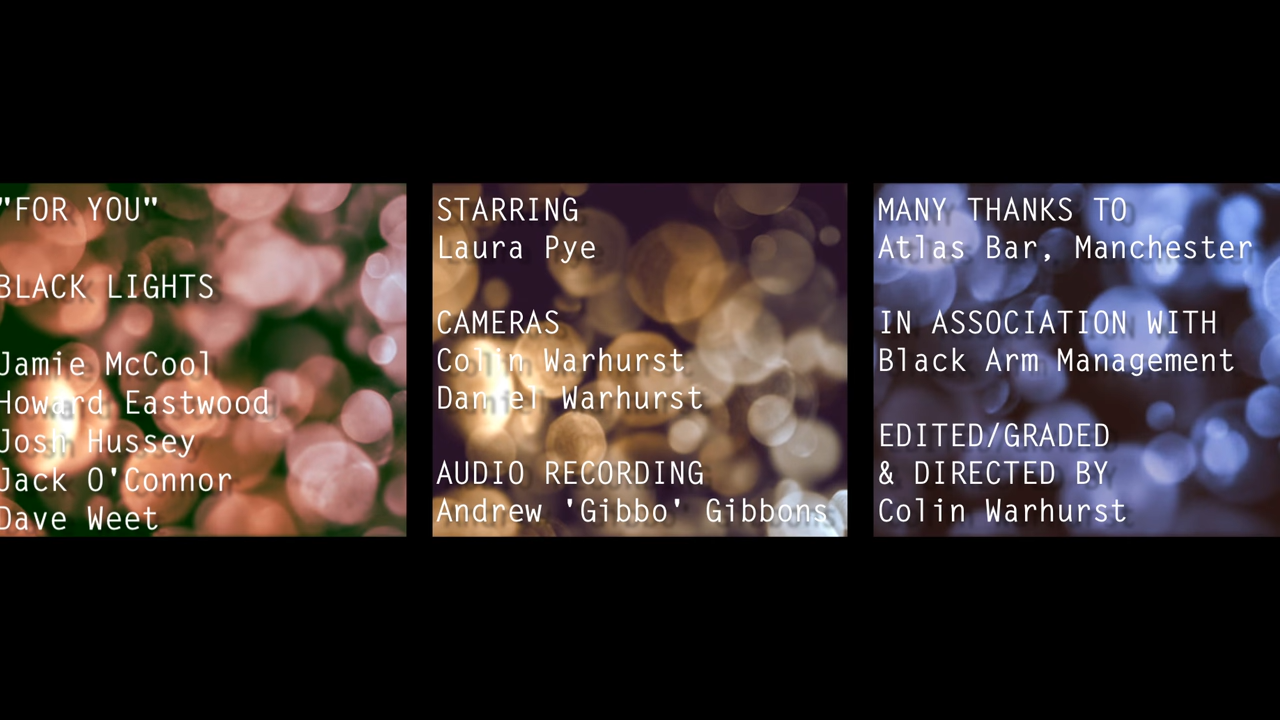 "FOR YOU"
BLACK LIGHTS
Jamie McCool
Howard Eastwood
Josh Hussey
Jack O'Connor
Dave Weet
STARRING
Laura Pye
CAMERAS
Colin Warhurst
Daniel Warhurst
AUDIO RECORDING
Andrew 'Gibbo' Gibbons
MANY THANKS TO
Atlas Bar, Manchester
IN ASSOCIATION WITH
Black Arm Management
EDITED/GRADED
& DIRECTED BY
Colin Warhurst